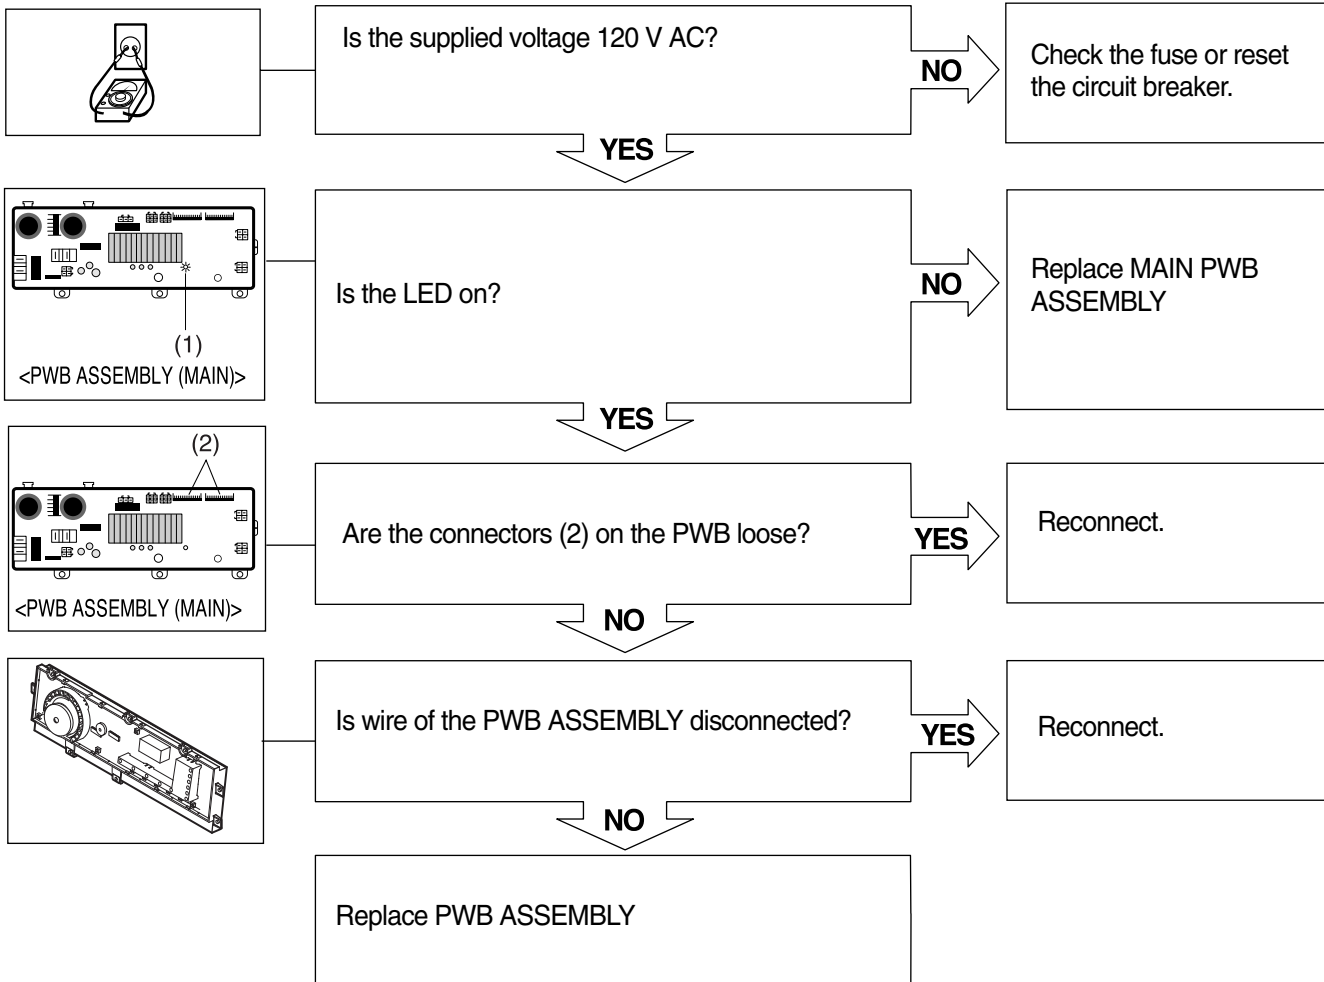 Is the supplied voltage 120 V AC?
NO
Check the fuse or reset
the circuit breaker.
YES
(1)
<PWB ASSEMBLY (MAIN)>
Is the LED on?
NO
Replace MAIN PWB
ASSEMBLY
YES
(2)
<PWB ASSEMBLY (MAIN)>
Are the connectors (2) on the PWB loose?
YES
Reconnect.
NO
Is wire of the PWB ASSEMBLY disconnected?
YES
Reconnect.
NO
Replace PWB ASSEMBLY